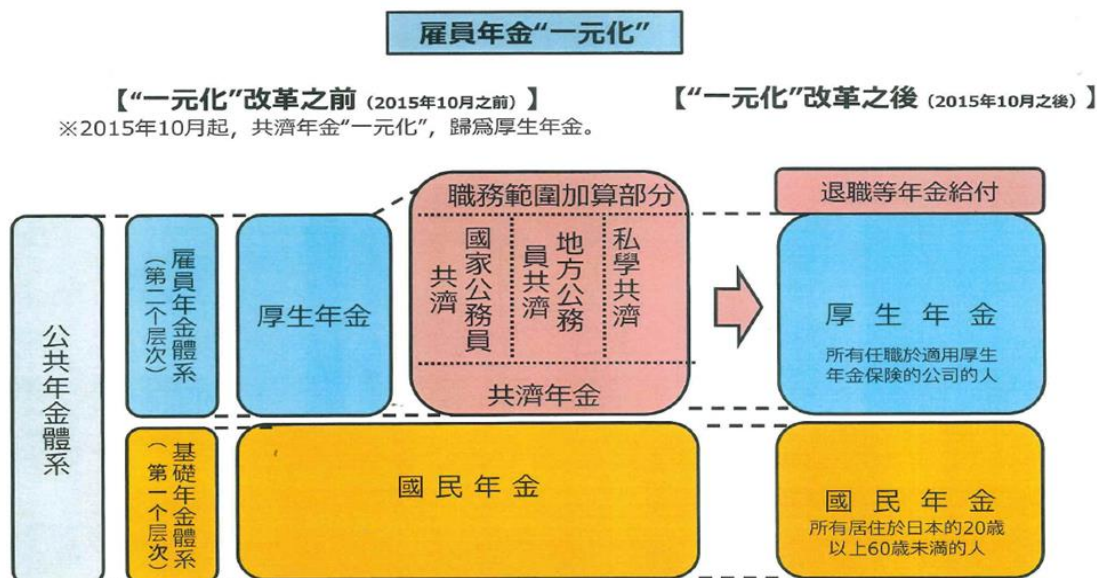 雇員年金“一元化”
【“一元化”改革之前（2015年10月之前）】
※2015年10月起，共濟年金“一元化”，歸爲厚生年金。
【“一元化”改革之後（2015年10月之後）】
公共年金體系
雇員年金體系
（第二个层次）
基礎年金體系
（第一个层次）
厚生年金
職務範圍加算部分
國家公務員
共濟
地方公務
員共濟
私學共濟
共濟年金
國民年金
退職等年金給付
厚生年金
所有任職於適用厚生
年金保険的公司的人
國民年金
所有居住於日本的20歲
以上60歲未滿的人